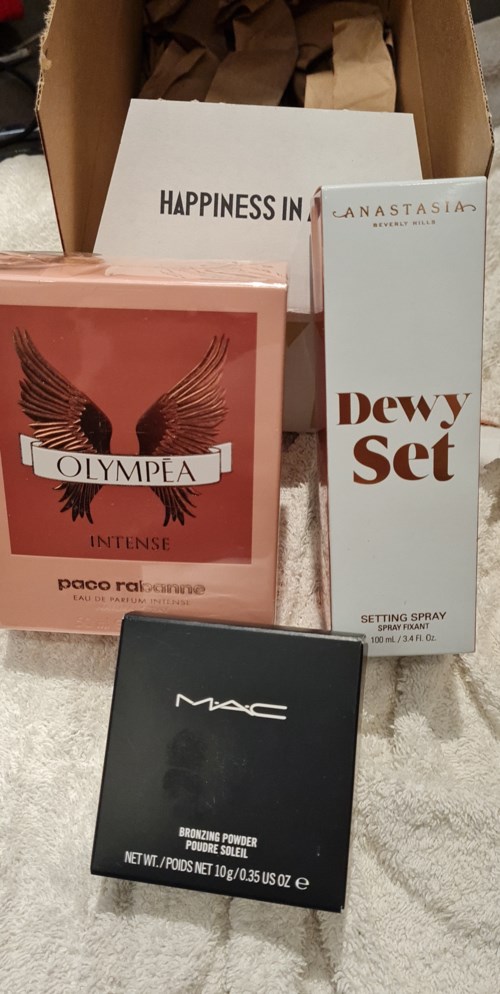 HAPPINESS IN
ANASTASIA
BEVERLY HILLS
Dewy
Set
SETTING SPRAY
SPRAY FIXANT
100 mL / 3.4 Fl. Oz.
OLYMPĒA
INTENSE
paco rabanne
EAU DE PARFUM INTENSE
M·A·C
BRONZING POWDER
POUDRE SOLEIL
NET WT. / POIDS NET 10 g / 0.35 US OZ ℮